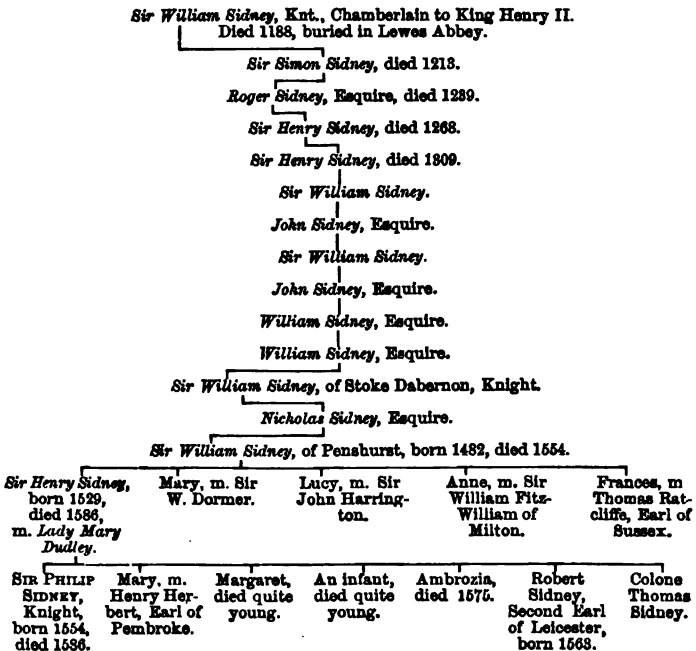 Sir William Sidney, Knt., Chamberlain to King Henry II.
Died 1188, buried in Lewes Abbey.
Sir Simon Sidney, died 1213.
Roger Sidney, Esquire, died 1239.
Sir Henry Sidney, died 1268.
Sir Henry Sidney, died 1309.
Sir William Sidney.
John Sidney, Esquire.
Sir William Sidney.
John Sidney, Esquire.
William Sidney, Esquire.
William Sidney, Esquire.
Sir William Sidney, of Stoke Dabernon, Knight.
Nicholas Sidney, Esquire.
Sir William Sidney, of Penshurst, born 1482, died 1554.
Sir Henry Sidney,
born 1529,
died 1586,
m. Lady Mary
Dudley.
Mary, m. Sir
W. Dormer.
Lucy, m. Sir
John Harring-
ton.
Anne, m. Sir
William Fitz-
William of
Milton.
Frances, m
Thomas Rat-
cliffe, Earl of
Sussex.
SIR PHILIP
SIDNEY,
Knight,
born 1554,
died 1586.
Mary, m.
Henry Her-
bert, Earl of
Pembroke.
Margaret,
died quite
young.
An infant,
died quite
young.
Ambrozia,
died 1575.
Robert
Sidney,
Second Earl
of Leicester,
born 1563.
Colone
Thomas
Sidney.